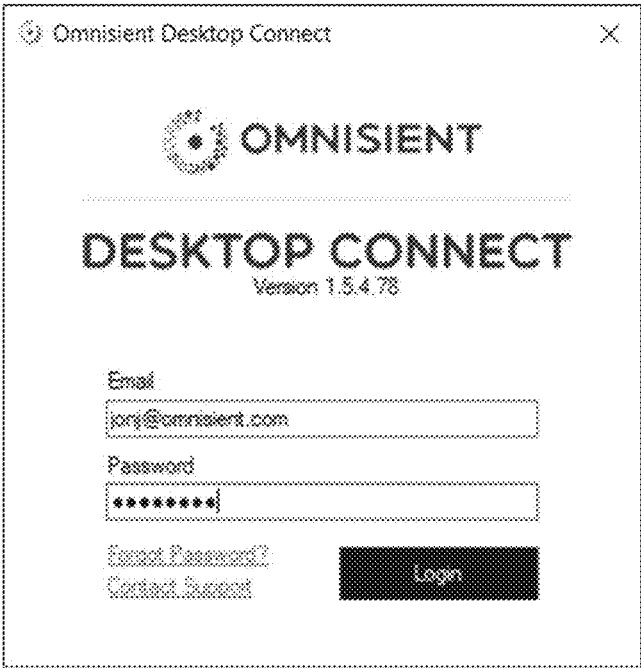 Omnisient Desktop Connect
OMNISIENT
DESKTOP CONNECT
Version 1.5.4.78
Email
jonj@omnisient.com
Password
Forgot Password?
Contact Support
Login